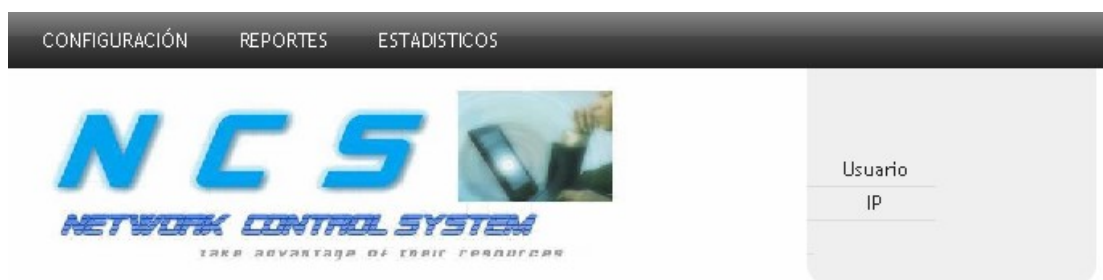 CONFIGURACIÓN REPORTES ESTADISTICOS
NCS
NETWORK CONTROL SYSTEM
take advantage of their resources
Usuario
IP